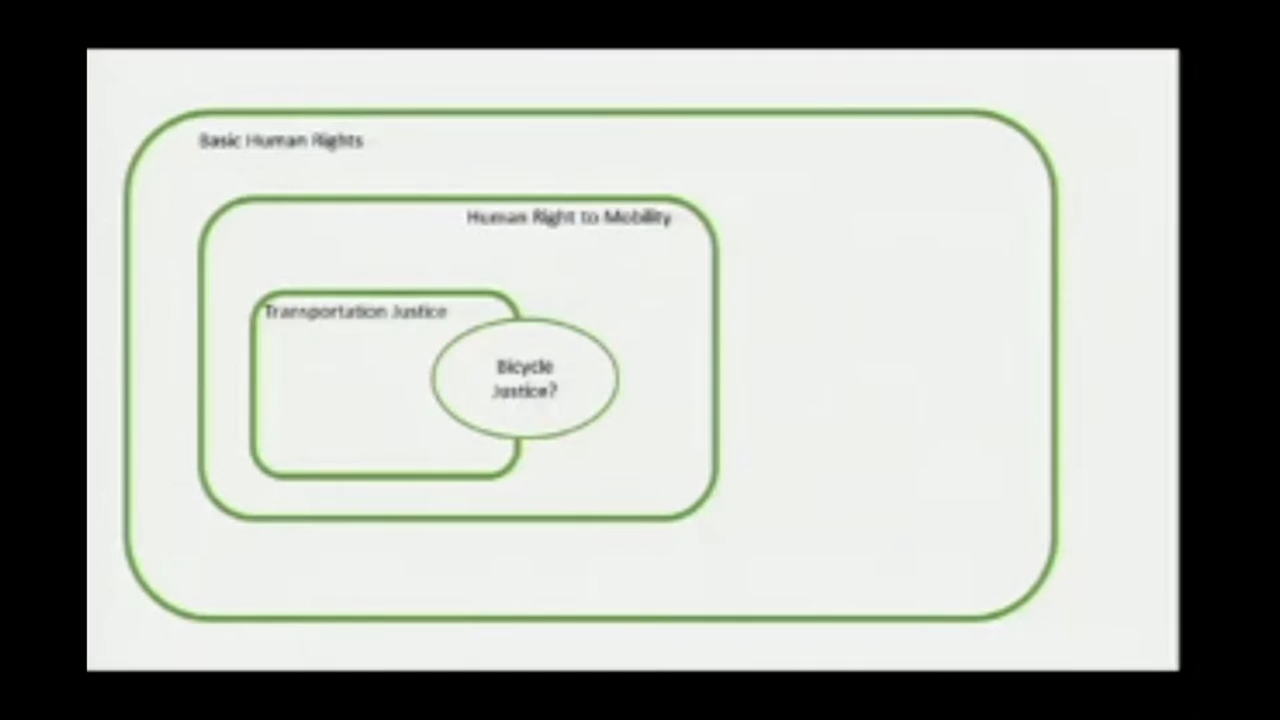 Basic Human Rights
Human Right to Mobility
Transportation Justice
Bicycle
Justice?